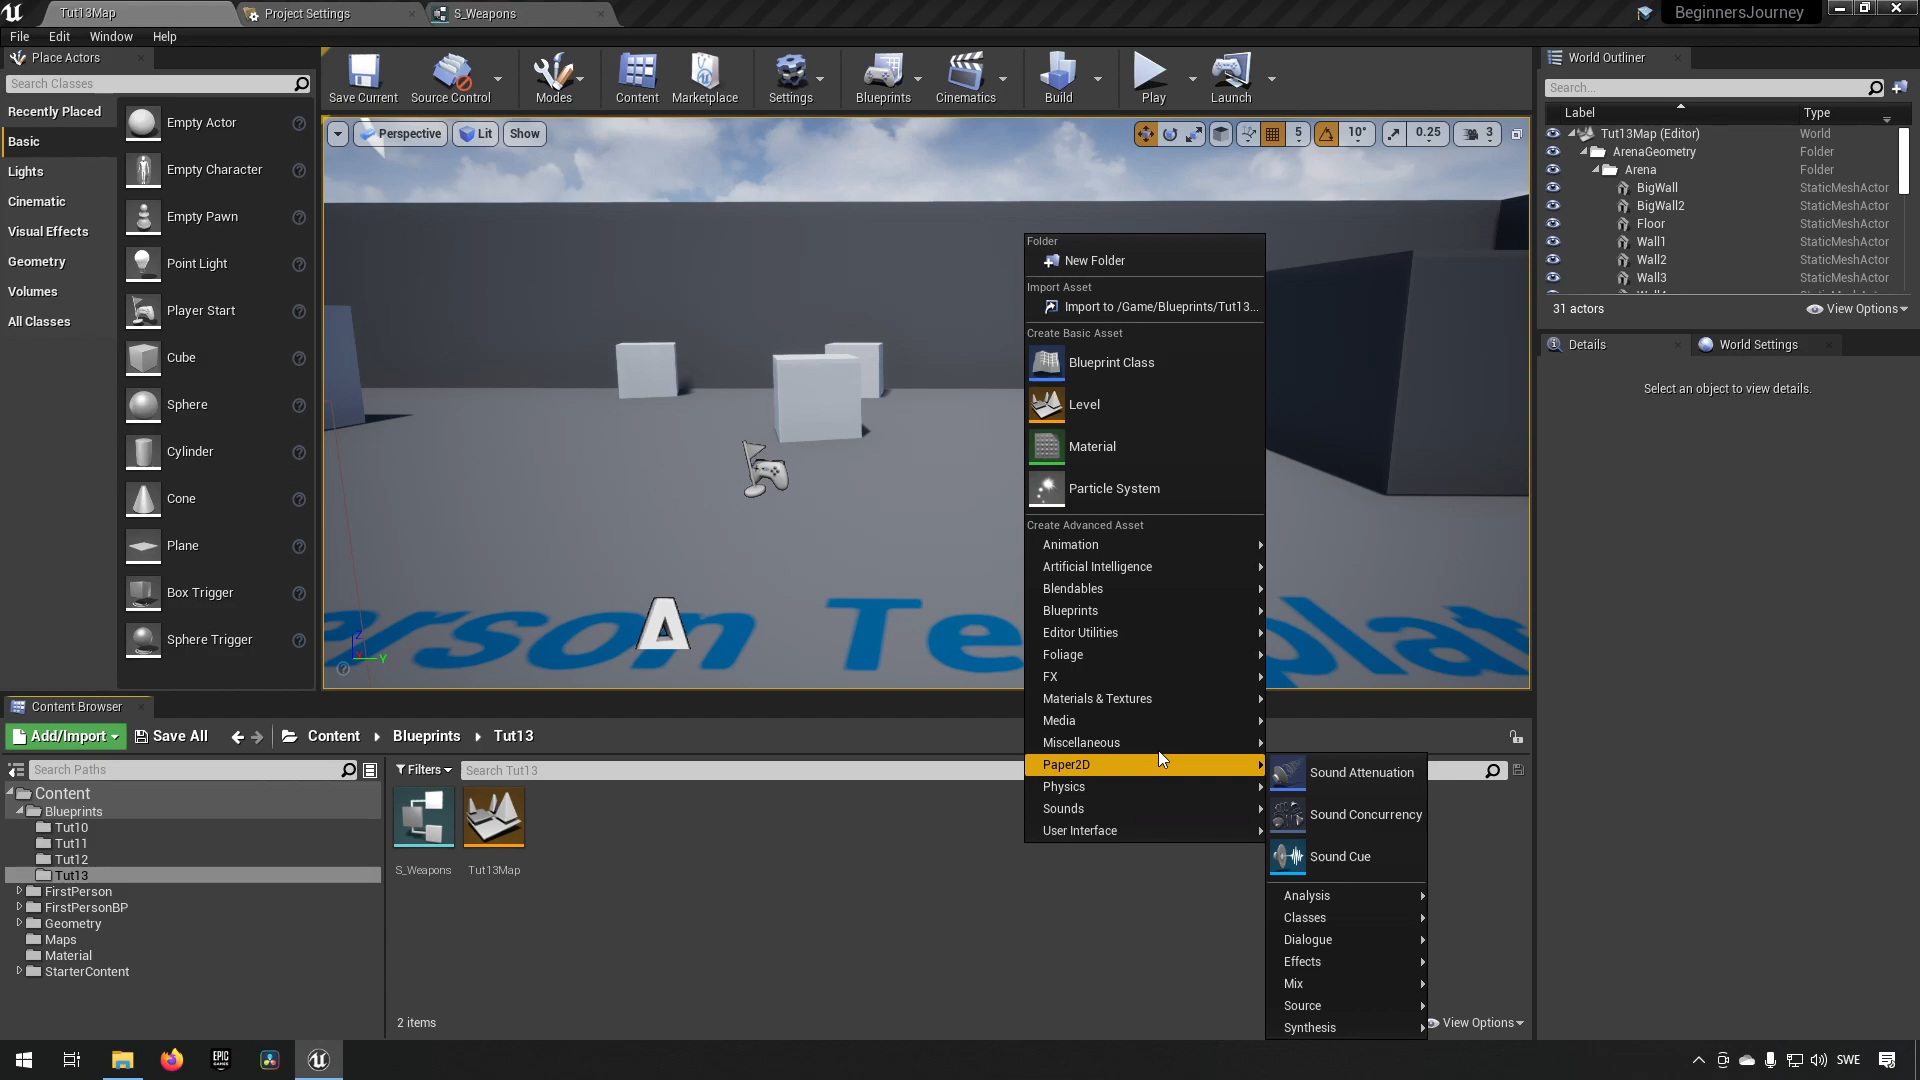 Tut13Map
Project Settings
S_Weapons
BeginnersJourney
File
Edit
Window
Help
Place Actors
Search Classes
Recently Placed
Basic
Lights
Cinematic
Visual Effects
Geometry
Volumes
All Classes
Empty Actor
Empty Character
Empty Pawn
Point Light
Player Start
Cube
Sphere
Cylinder
Cone
Plane
Box Trigger
Sphere Trigger
Save Current
Source Control
Modes
Content
Marketplace
Settings
Blueprints
Cinematics
Build
Play
Launch
Perspective
Lit
Show
5
10°
0.25
3
A
Z
Y
World Outliner
Search...
Label
Type
Tut13Map (Editor)
World
ArenaGeometry
Folder
Arena
Folder
BigWall
StaticMeshActor
BigWall2
StaticMeshActor
Floor
StaticMeshActor
Wall1
StaticMeshActor
Wall2
StaticMeshActor
Wall3
StaticMeshActor
31 actors
View Options
Details
World Settings
Select an object to view details.
Folder
New Folder
Import Asset
Import to /Game/Blueprints/Tut13...
Create Basic Asset
Blueprint Class
Level
Material
Particle System
Create Advanced Asset
Animation
Artificial Intelligence
Blendables
Blueprints
Editor Utilities
Foliage
FX
Materials & Textures
Media
Miscellaneous
Paper2D
Physics
Sounds
User Interface
Sound Attenuation
Sound Concurrency
Sound Cue
Analysis
Classes
Dialogue
Effects
Mix
Source
Synthesis
Content Browser
Add/Import
Save All
Content
Blueprints
Tut13
Search Paths
Filters
Search Tut13
Content
Blueprints
Tut10
Tut11
Tut12
Tut13
FirstPerson
FirstPersonBP
Geometry
Maps
Material
StarterContent
S_Weapons
Tut13Map
2 items
View Options
EPIC GAMES
SWE